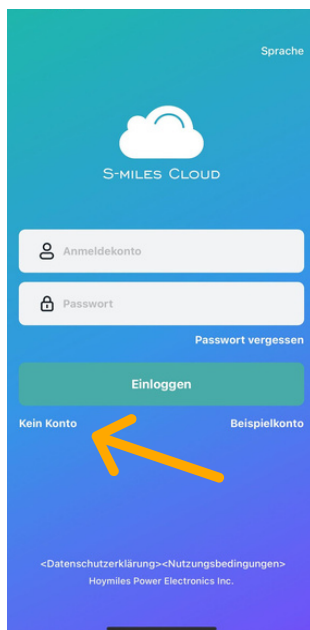 Sprache
S-MILES CLOUD
Anmeldekonto
Passwort
Passwort vergessen
Einloggen
Kein Konto
Beispielkonto
<Datenschutzerklärung><Nutzungsbedingungen>
Hoymiles Power Electronics Inc.